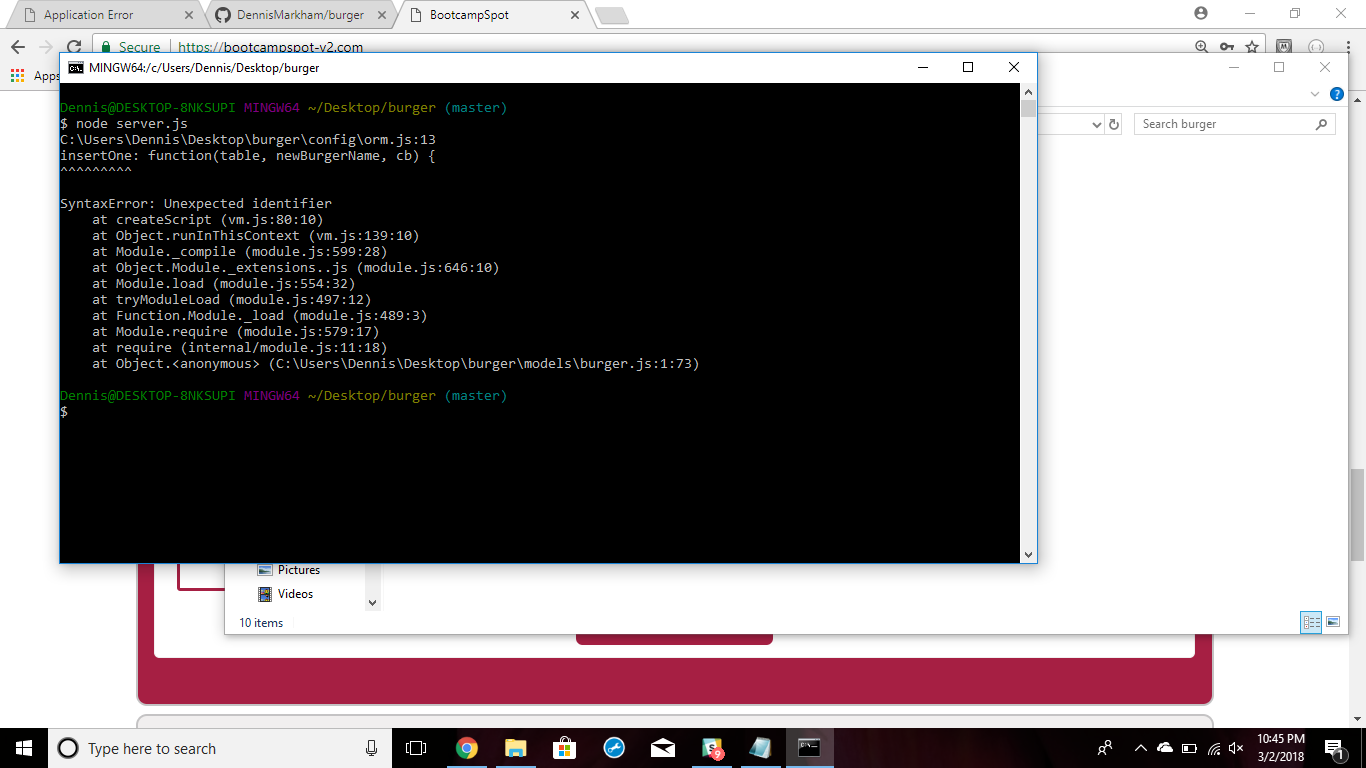 Application Error
DennisMarkham/burger
BootcampSpot
Secure
https://bootcampspot-v2.com
Apps
MINGW64:/c/Users/Dennis/Desktop/burger
Search burger
Dennis@DESKTOP-8NKSUPI MINGW64 ~/Desktop/burger (master)
$ node server.js
C:\Users\Dennis\Desktop\burger\config\orm.js:13
insertOne: function(table, newBurgerName, cb) {
^^^^^^^^^
SyntaxError: Unexpected identifier
    at createScript (vm.js:80:10)
    at Object.runInThisContext (vm.js:139:10)
    at Module._compile (module.js:599:28)
    at Object.Module._extensions..js (module.js:646:10)
    at Module.load (module.js:554:32)
    at tryModuleLoad (module.js:497:12)
    at Function.Module._load (module.js:489:3)
    at Module.require (module.js:579:17)
    at require (internal/module.js:11:18)
    at Object.<anonymous> (C:\Users\Dennis\Desktop\burger\models\burger.js:1:73)
Dennis@DESKTOP-8NKSUPI MINGW64 ~/Desktop/burger (master)
$
Pictures
Videos
10 items
Type here to search
9
10:45 PM
3/2/2018
1